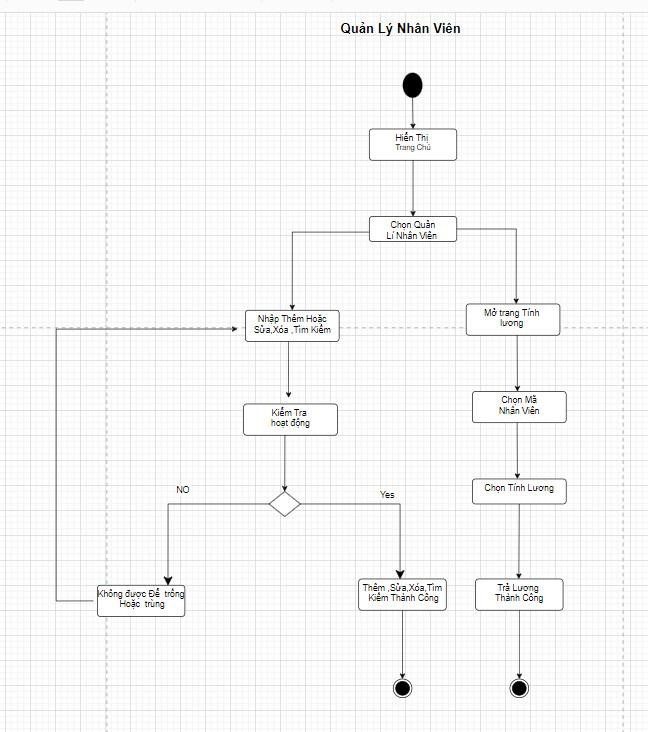 Quản Lý Nhân Viên
Hiển Thị
Trang Chủ
Chọn Quản
Lí Nhân Viên
Nhập Thêm Hoặc
Sửa,Xóa ,Tìm Kiếm
Mở trang Tính
lương
Kiểm Tra
hoạt động
Chọn Mã
Nhân Viên
NO
Yes
Chọn Tính Lương
Không được Để trống
Hoặc trùng
Thêm ,Sửa,Xóa,Tìm
Kiếm Thành Công
Trả Lương
Thành Công